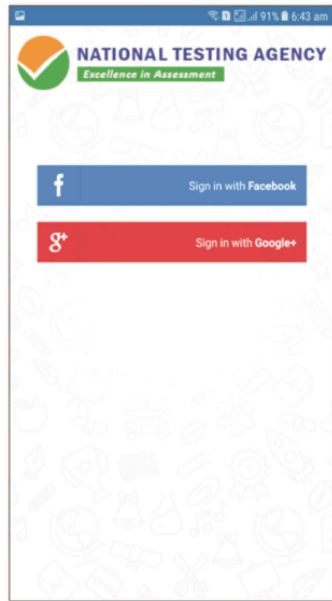 91% 6:43 am
NATIONAL TESTING AGENCY
Excellence in Assessment
f Sign in with Facebook
g+ Sign in with Google+